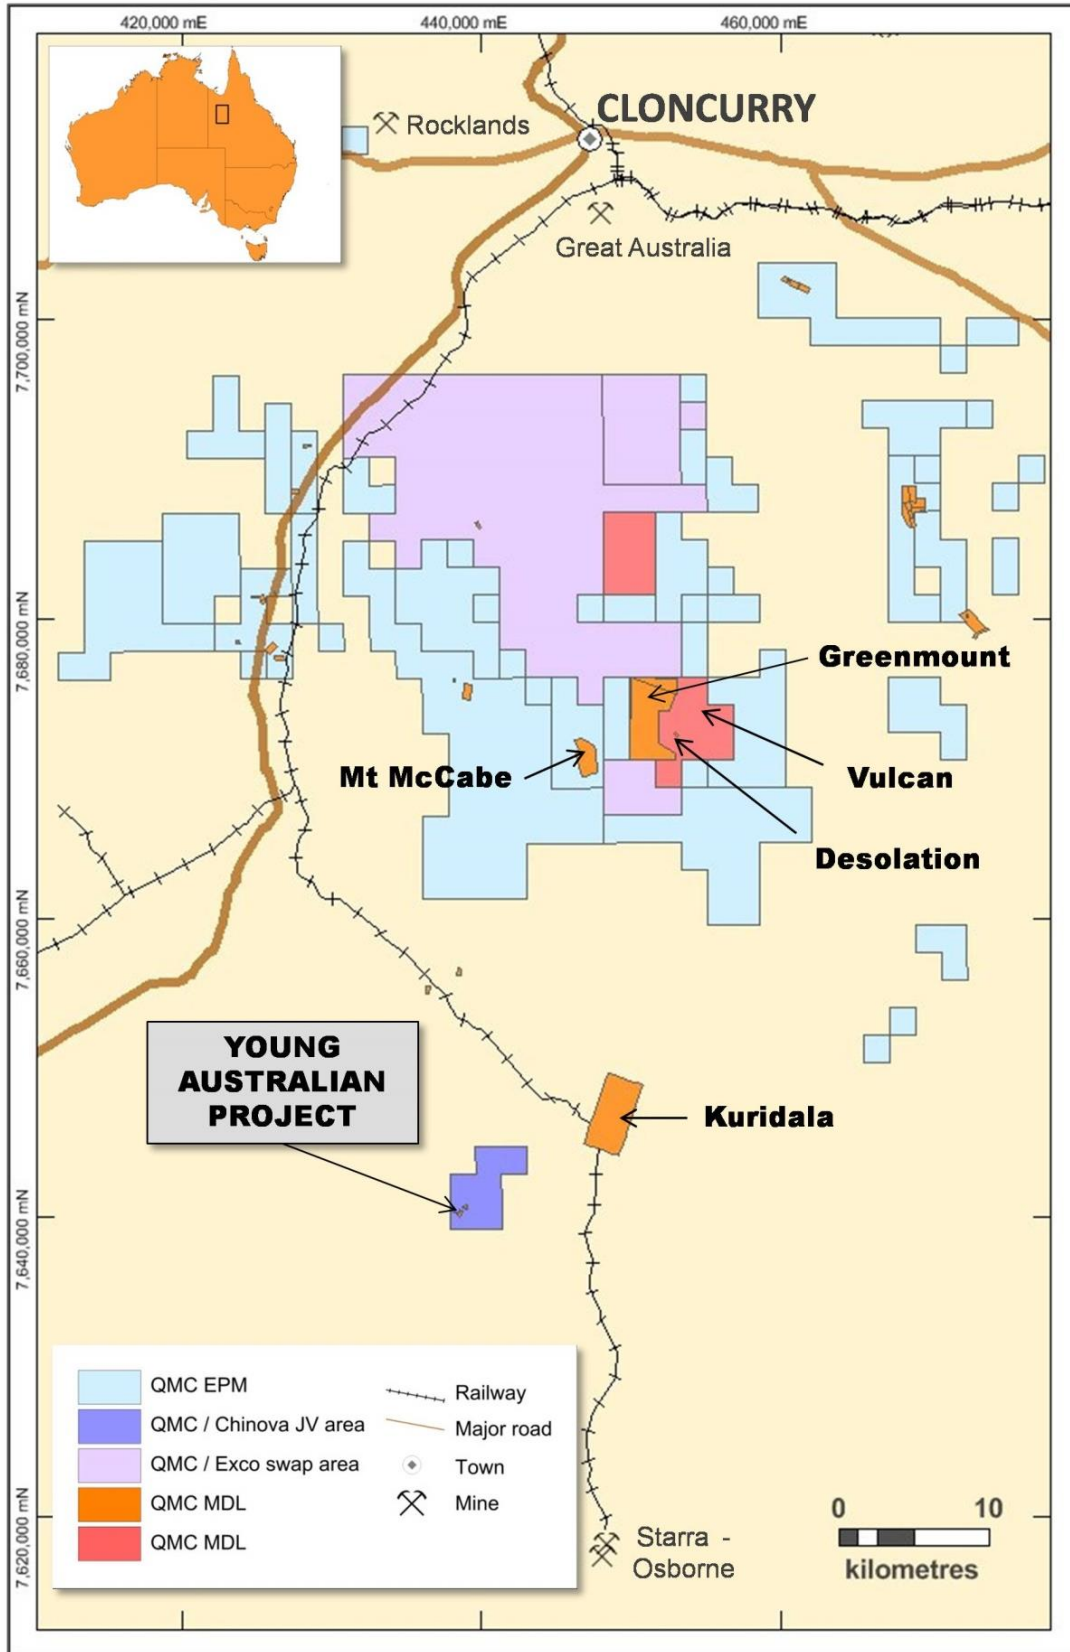 420,000 mE
440,000 mE
460,000 mE
CLONCURRY
Rocklands
Great Australia
7,700,000 mN
7,680,000 mN
Greenmount
Mt McCabe
Vulcan
Desolation
7,660,000 mN
YOUNG
AUSTRALIAN
PROJECT
Kuridala
7,640,000 mN
QMC EPM
QMC / Chinova JV area
QMC / Exco swap area
QMC MDL
QMC MDL
Railway
Major road
Town
Mine
7,620,000 mN
Starra -
Osborne
0 10
kilometres